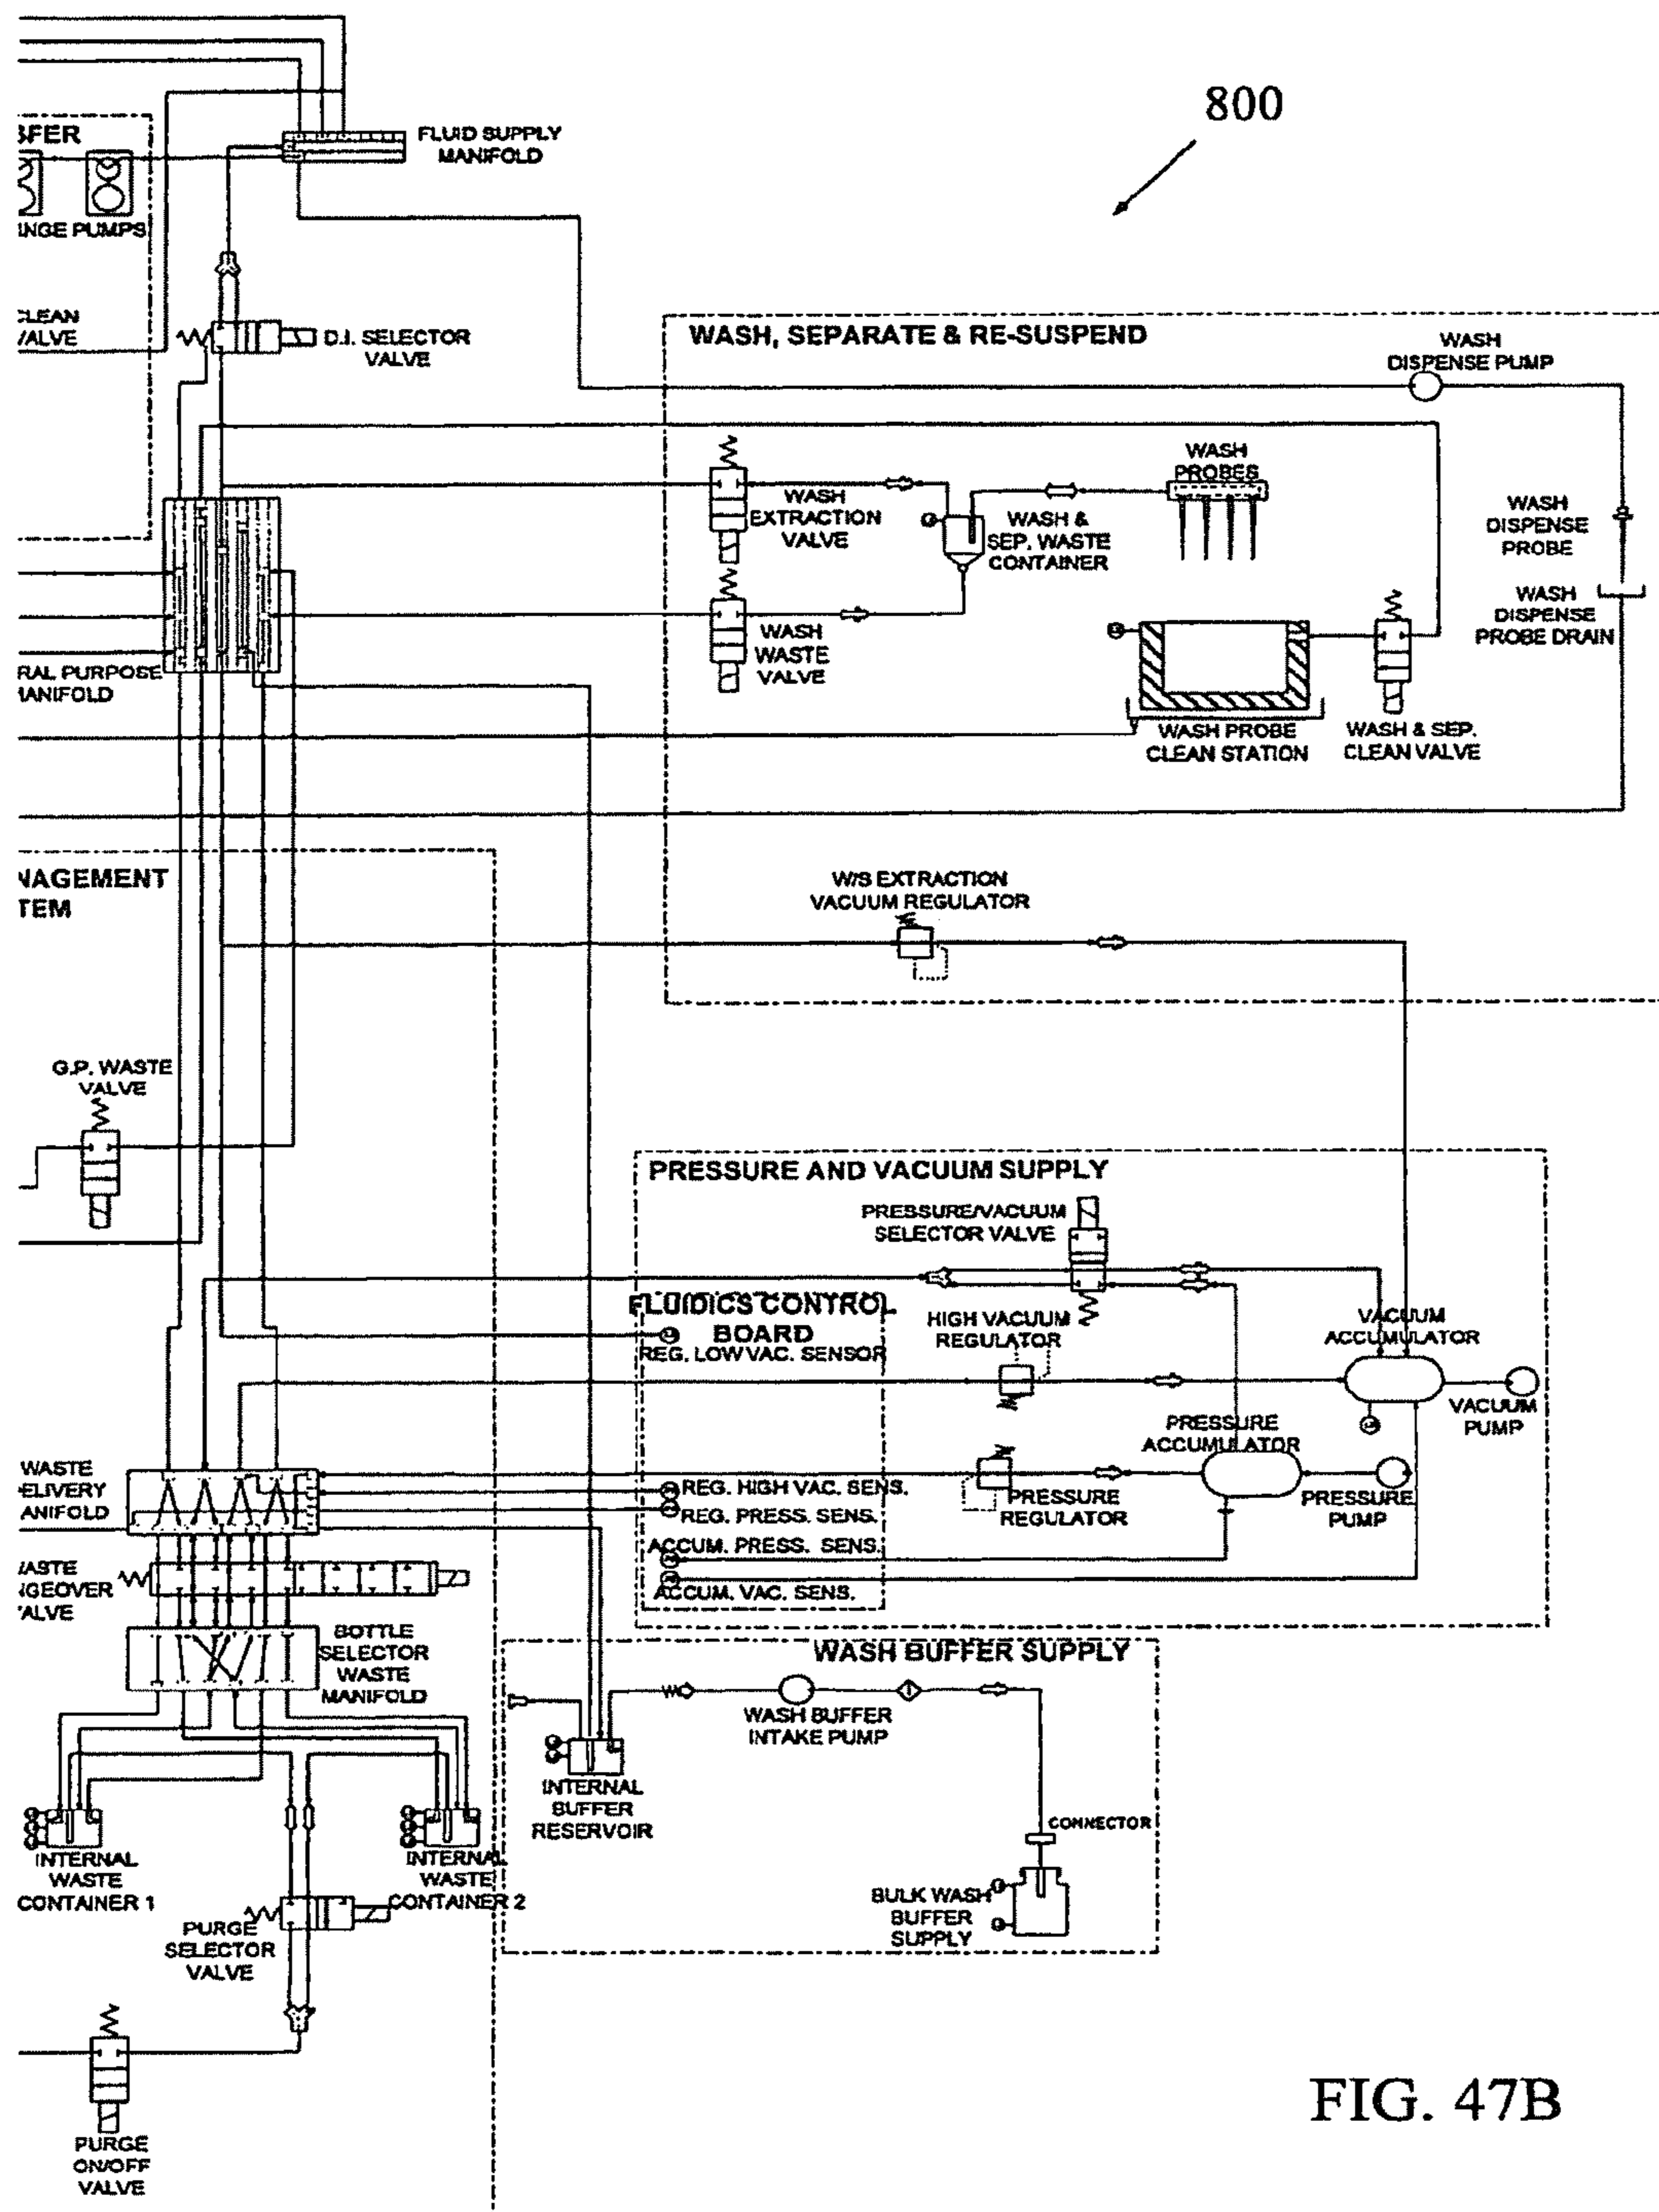 800
SFER
INGE PUMPS
FLUID SUPPLY
MANIFOLD
CLEAN
VALVE
D.I. SELECTOR
VALVE
WASH, SEPARATE & RE-SUSPEND
WASH
DISPENSE PUMP
WASH
EXTRACTION
VALVE
WASH &
SEP. WASTE
CONTAINER
WASH
PROBES
WASH
DISPENSE
PROBE
WASH
DISPENSE
PROBE DRAIN
WASH
WASTE
VALVE
RAL PURPOSE
MANIFOLD
WASH PROBE
CLEAN STATION
WASH & SEP.
CLEAN VALVE
NAGEMENT
TEM
W/S EXTRACTION
VACUUM REGULATOR
G.P. WASTE
VALVE
PRESSURE AND VACUUM SUPPLY
PRESSURE/VACUUM
SELECTOR VALVE
FLUIDICS CONTROL
BOARD
REG. LOW VAC. SENSOR
HIGH VACUUM
REGULATOR
VACUUM
ACCUMULATOR
VACUUM
PUMP
PRESSURE
ACCUMULATOR
PRESSURE
PUMP
PRESSURE
REGULATOR
REG. HIGH VAC. SENS.
REG. PRESS. SENS.
ACCUM. PRESS. SENS.
ACCUM. VAC. SENS.
WASTE
ELIVERY
ANIFOLD
ASTE
GEOVER
ALVE
BOTTLE
SELECTOR
WASTE
MANIFOLD
WASH BUFFER SUPPLY
WASH BUFFER
INTAKE PUMP
INTERNAL
BUFFER
RESERVOIR
CONNECTOR
BULK WASH
BUFFER
SUPPLY
INTERNAL
WASTE
CONTAINER 1
INTERNAL
WASTE
CONTAINER 2
PURGE
SELECTOR
VALVE
PURGE
ON/OFF
VALVE
FIG. 47B